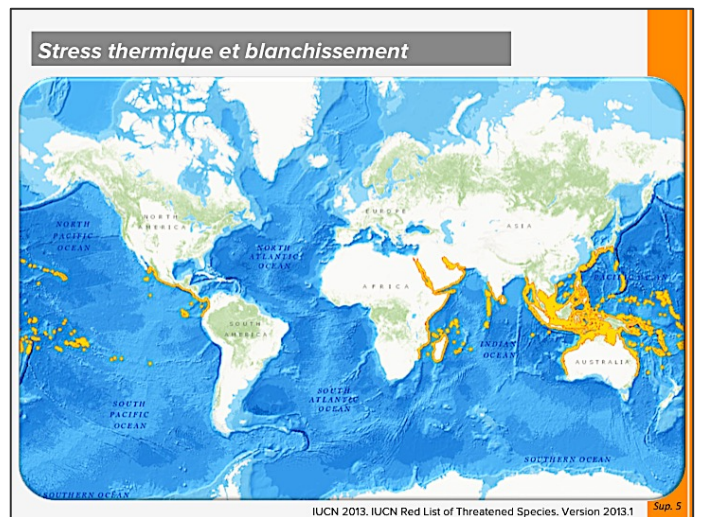 Stress thermique et blanchissement
NORTH
PACIFIC
OCEAN
NORTH
AMERICA
NORTH
ATLANTIC
OCEAN
EUROPE
ASIA
AFRICA
SOUTH
AMERICA
INDIAN
OCEAN
AUSTRALIA
SOUTH
PACIFIC
OCEAN
SOUTH
ATLANTIC
OCEAN
SOUTHERN OCEAN
SOUTHERN OCEAN
IUCN 2013. IUCN Red List of Threatened Species. Version 2013.1
Sup. 5